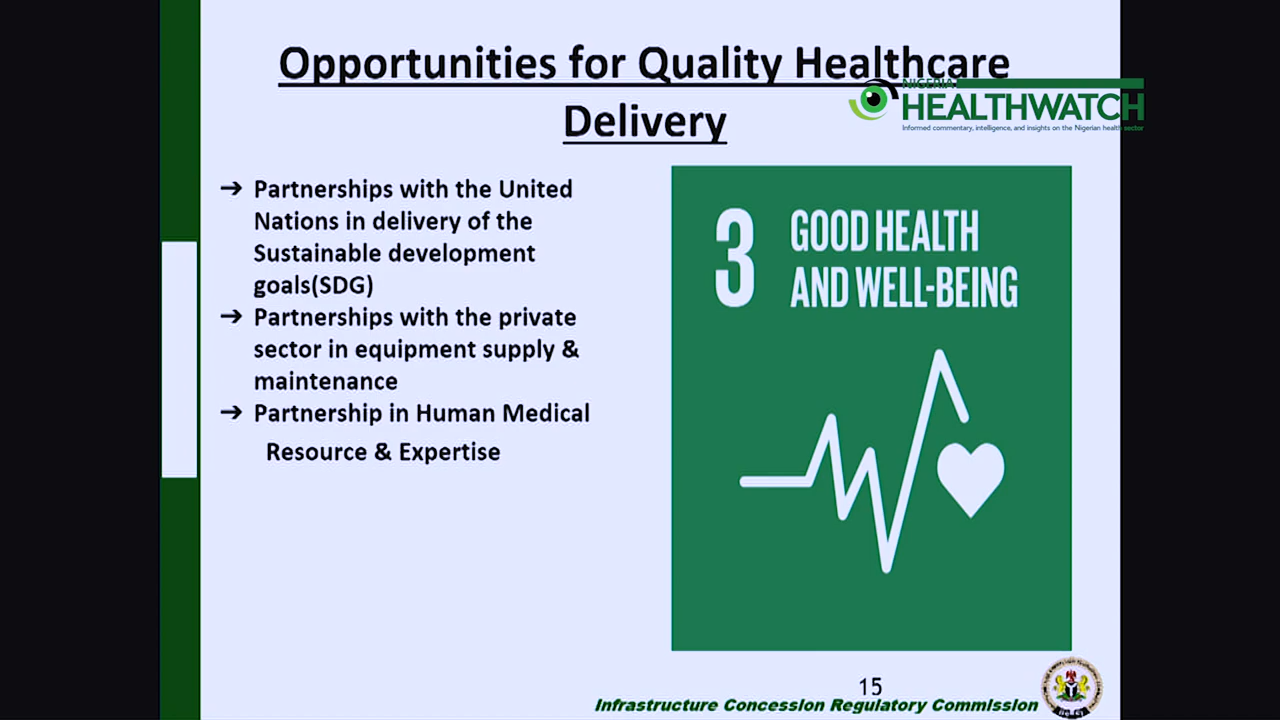 Opportunities for Quality Healthcare
Delivery
NIGERIA
HEALTHWATCH
Informed commentary, intelligence, and insights on the Nigerian health sector
➔ Partnerships with the United
Nations in delivery of the
Sustainable development
goals(SDG)
➔ Partnerships with the private
sector in equipment supply &
maintenance
➔ Partnership in Human Medical
Resource & Expertise
3 GOOD HEALTH
AND WELL-BEING
15
Infrastructure Concession Regulatory Commission